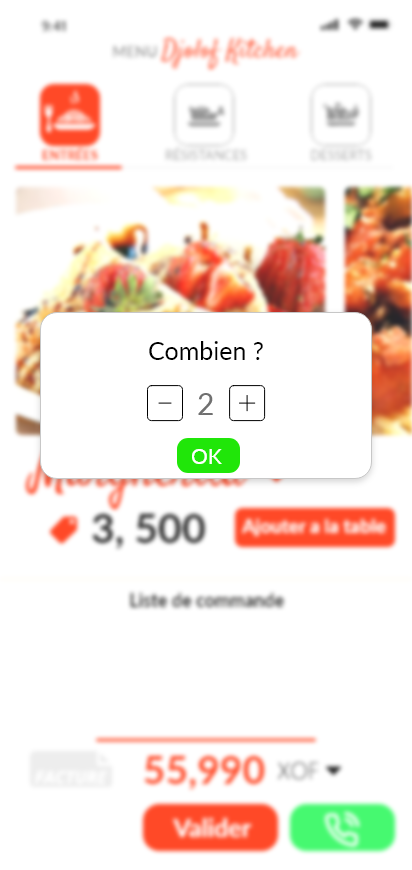 9:41
MENU Djolof Kitchen
ENTRÉES
RÉSISTANCES
DESSERTS
Combien ?
− 2 +
OK
3, 500
Ajouter a la table
Liste de commande
FACTURE
55,990 XOF
Valider